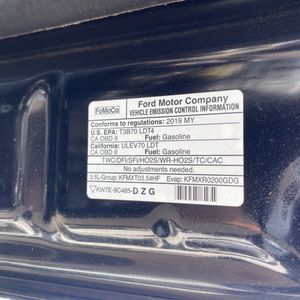 FoMoCo
Ford Motor Company
VEHICLE EMISSION CONTROL INFORMATION
Conforms to regulations: 2019 MY
U.S. EPA: T3B70 LDT4
CA OBD II Fuel: Gasoline
California: ULEV70 LDT
CA OBD II Fuel: Gasoline
TWC/DFI/SFI/HO2S/WR-HO2S/TC/CAC
No adjustments needed.
3.5L-Group: KFMXT03.54HF Evap: KFMXR0200GDG
KW7E-9C485-DZG